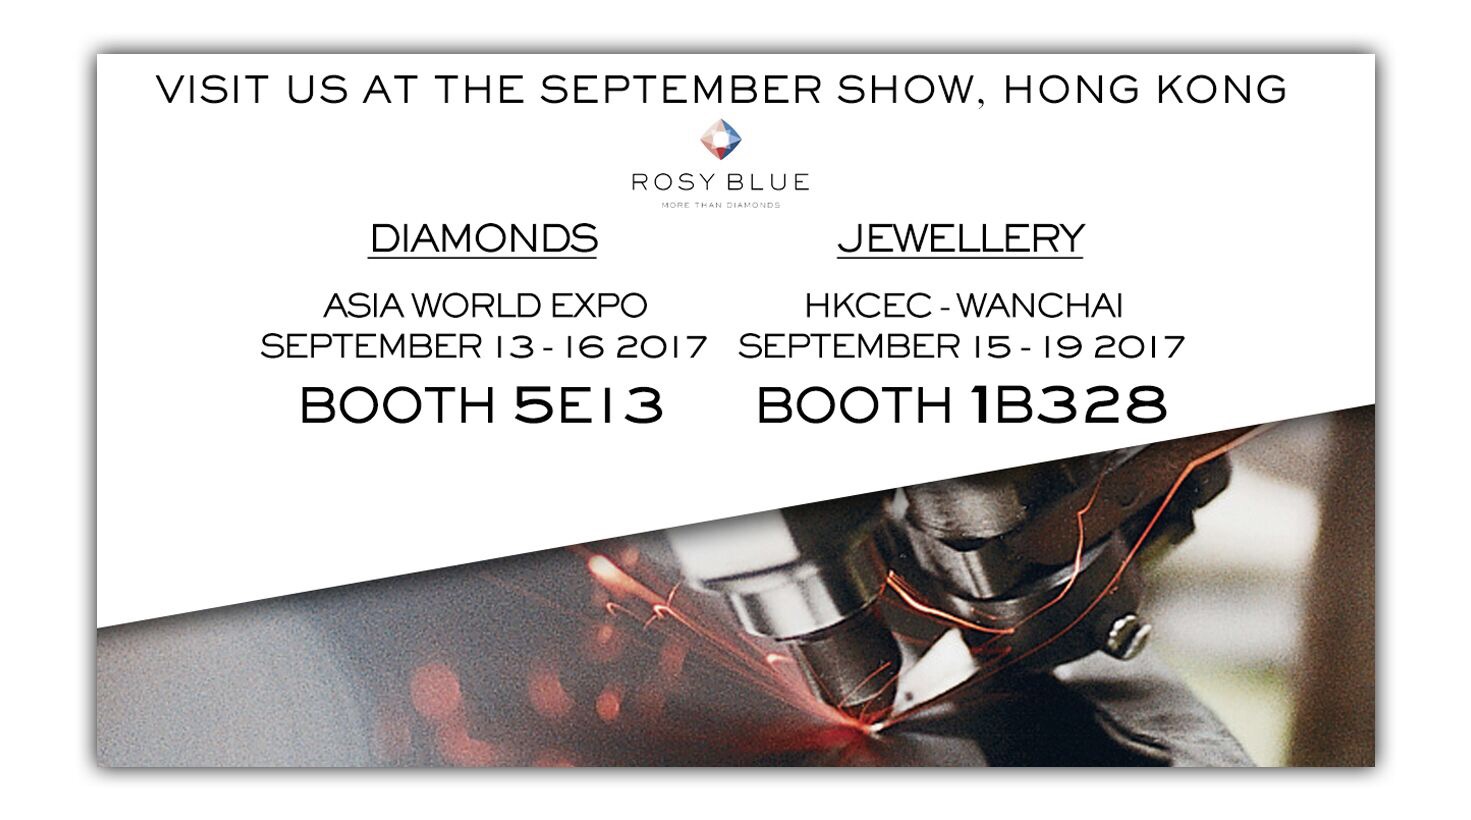 VISIT US AT THE SEPTEMBER SHOW, HONG KONG
ROSY BLUE
MORE THAN DIAMONDS
DIAMONDS
ASIA WORLD EXPO
SEPTEMBER 13 - 16 2017
BOOTH 5E13
JEWELLERY
HKCEC - WANCHAI
SEPTEMBER 15 - 19 2017
BOOTH 1B328